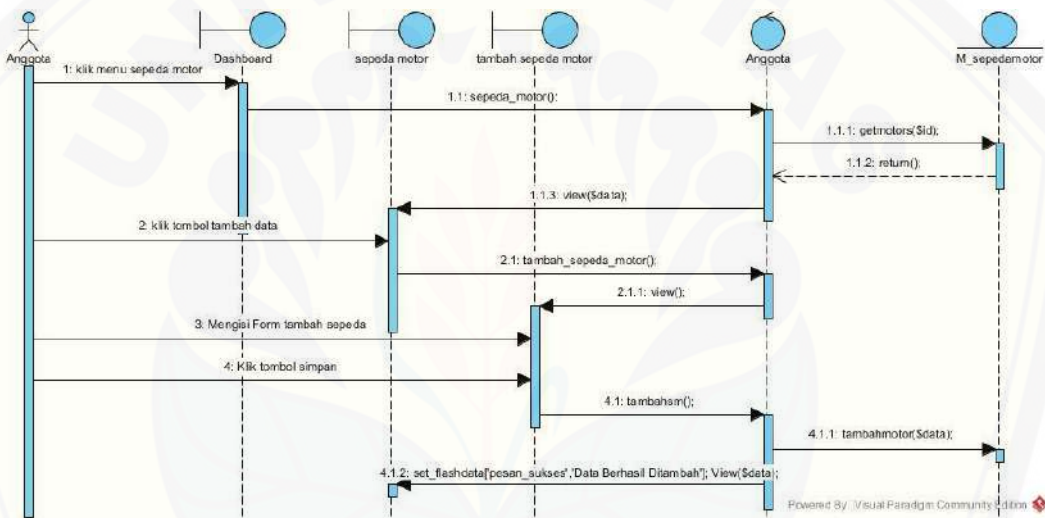 UNIVERSITAS
Anggota
Dashboard
sepeda motor
tambah sepeda motor
Anggota
M_sepedamotor
1: klik menu sepeda motor
1.1: sepeda_motor();
1.1.1: getmotors($id);
1.1.2: return();
1.1.3: view($data);
2: klik tombol tambah data
2.1: tambah_sepeda_motor();
2.1.1: view();
3: Mengisi Form tambah sepeda
4: Klik tombol simpan
4.1: tambahsm();
4.1.1: tambahmotor($data);
4.1.2: set_flashdata['pesan_sukses','Data Berhasil Ditambah']; View($data);
Powered By Visual Paradigm Community Edition